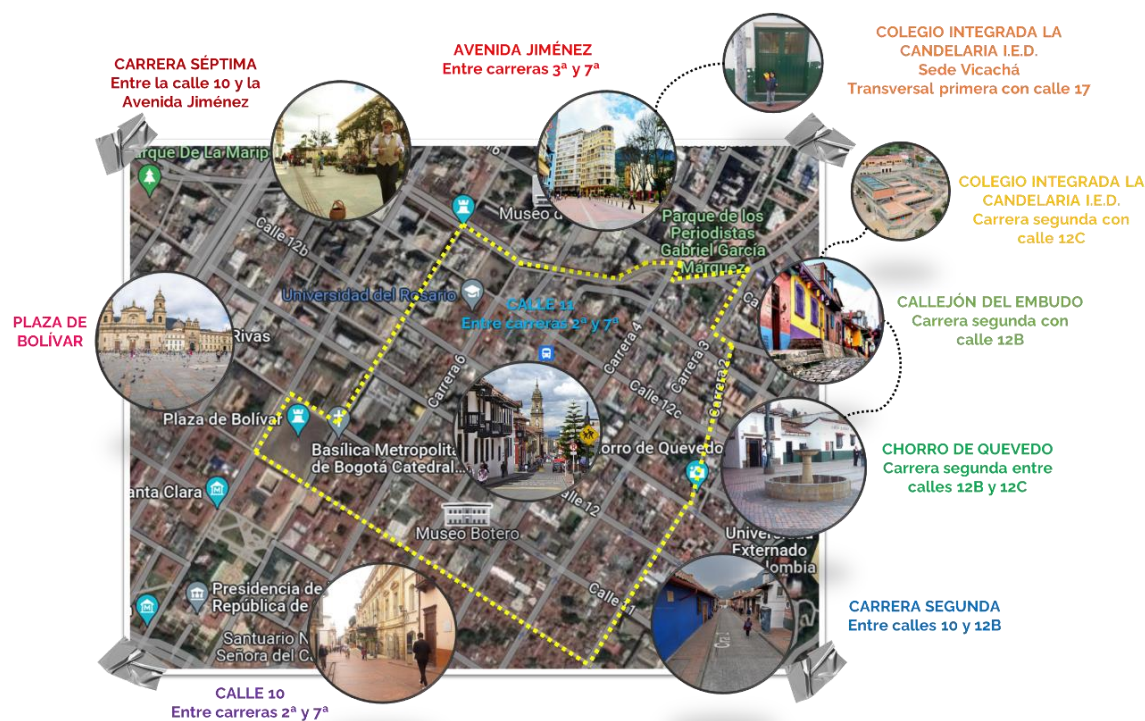 CARRERA SÉPTIMA
Entre la calle 10 y la
Avenida Jiménez
AVENIDA JIMÉNEZ
Entre carreras 3ª y 7ª
COLEGIO INTEGRADA LA
CANDELARIA I.E.D.
Sede Vicachá
Transversal primera con calle 17
COLEGIO INTEGRADA LA
CANDELARIA I.E.D.
Carrera segunda con
calle 12C
CALLEJÓN DEL EMBUDO
Carrera segunda con
calle 12B
CHORRO DE QUEVEDO
Carrera segunda entre
calles 12B y 12C
CARRERA SEGUNDA
Entre calles 10 y 12B
CALLE 10
Entre carreras 2ª y 7ª
PLAZA DE
BOLÍVAR
arque De La Marip
Calle 12b
Museo
Parque de los
Periodistas
Gabriel García
Márquez
Universidad del Rosario
Entre carreras 2ª y 7ª
Rivas
Carrera 6
Carrera 4
Carrera 3
Carrera 2
Calle 12c
Plaza de Bolívar
Basílica Metropolit
de Bogotá Catedral...
orro de Quevedo
Calle 12
anta Clara
Museo Botero
Externado
lombia
Presidencia de
República de
Calle 11
Santuario N
Señora del C